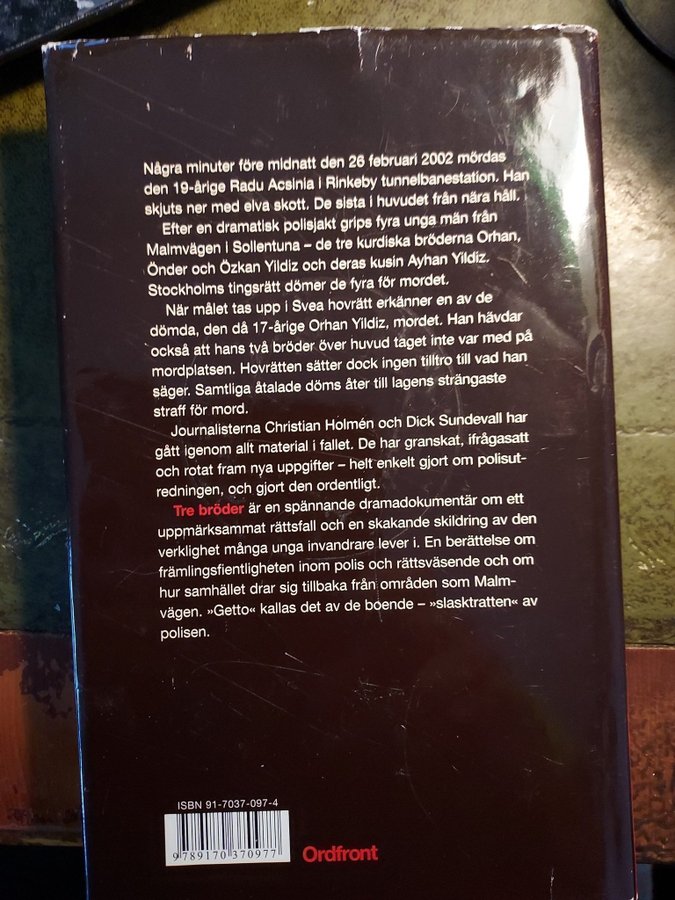 Några minuter före midnatt den 26 februari 2002 mördas
den 19-årige Radu Acsinia i Rinkeby tunnelbanestation. Han
skjuts ner med elva skott. De sista i huvudet från nära håll.
Efter en dramatisk polisjakt grips fyra unga män från
Malmvägen i Sollentuna – de tre kurdiska bröderna Orhan,
Önder och Özkan Yildiz och deras kusin Ayhan Yildiz.
Stockholms tingsrätt dömer de fyra för mordet.
När målet tas upp i Svea hovrätt erkänner en av de
dömda, den då 17-årige Orhan Yildiz, mordet. Han hävdar
också att hans två bröder över huvud taget inte var med på
mordplatsen. Hovrätten sätter dock ingen tilltro till vad han
säger. Samtliga åtalade döms åter till lagens strängaste
straff för mord.
Journalisterna Christian Holmén och Dick Sundevall har
gått igenom allt material i fallet. De har granskat, ifrågasatt
och rotat fram nya uppgifter – helt enkelt gjort om polisut-
redningen, och gjort den ordentligt.
Tre bröder är en spännande dramadokumentär om ett
uppmärksammat rättsfall och en skakande skildring av den
verklighet många unga invandrare lever i. En berättelse om
främlingsfientligheten inom polis och rättsväsende och om
hur samhället drar sig tillbaka från områden som Malm-
vägen. »Getto« kallas det av de boende – »slasktratten« av
polisen.
ISBN 91-7037-097-4
9 789170 370977
Ordfront